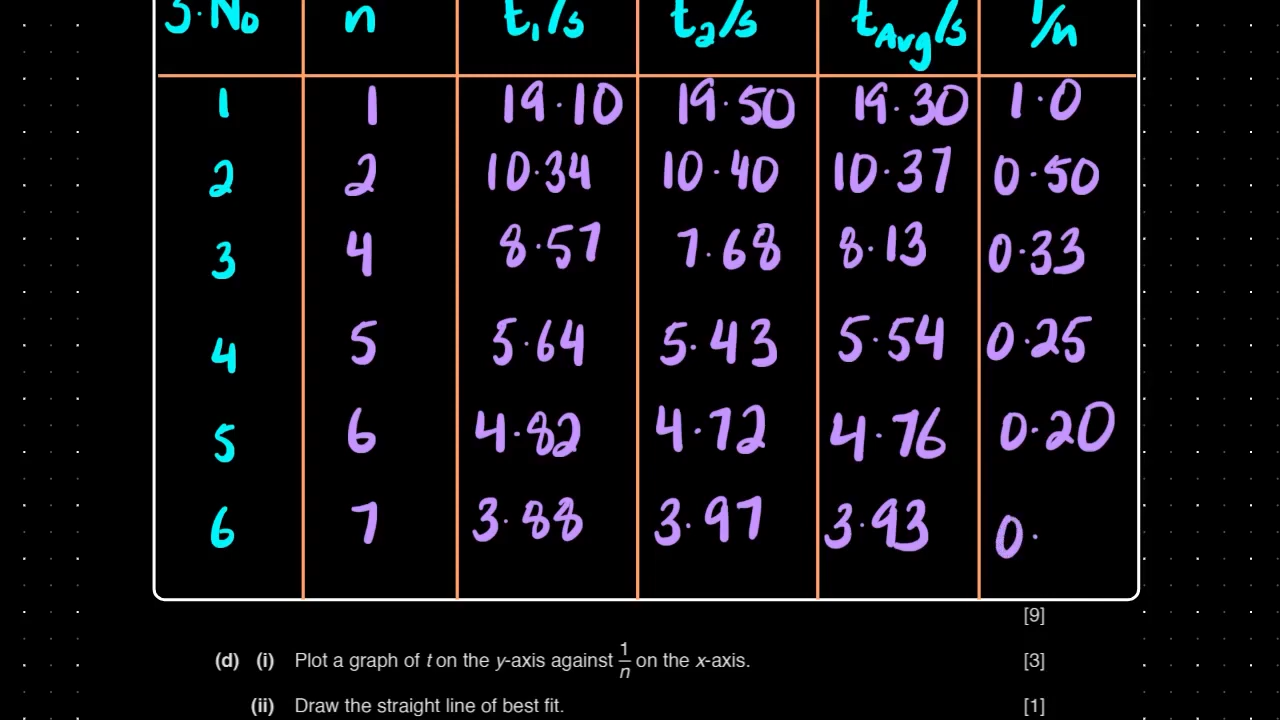 S.No n t₁/s t₂/s tAvg/s 1/n
1 1 19.10 19.50 19.30 1.0
2 2 10.34 10.40 10.37 0.50
3 4 8.57 7.68 8.13 0.33
4 5 5.64 5.43 5.54 0.25
5 6 4.82 4.72 4.76 0.20
6 7 3.88 3.97 3.93 0.
[9]
(d) (i) Plot a graph of t on the y-axis against 1/n on the x-axis. [3]
(ii) Draw the straight line of best fit. [1]